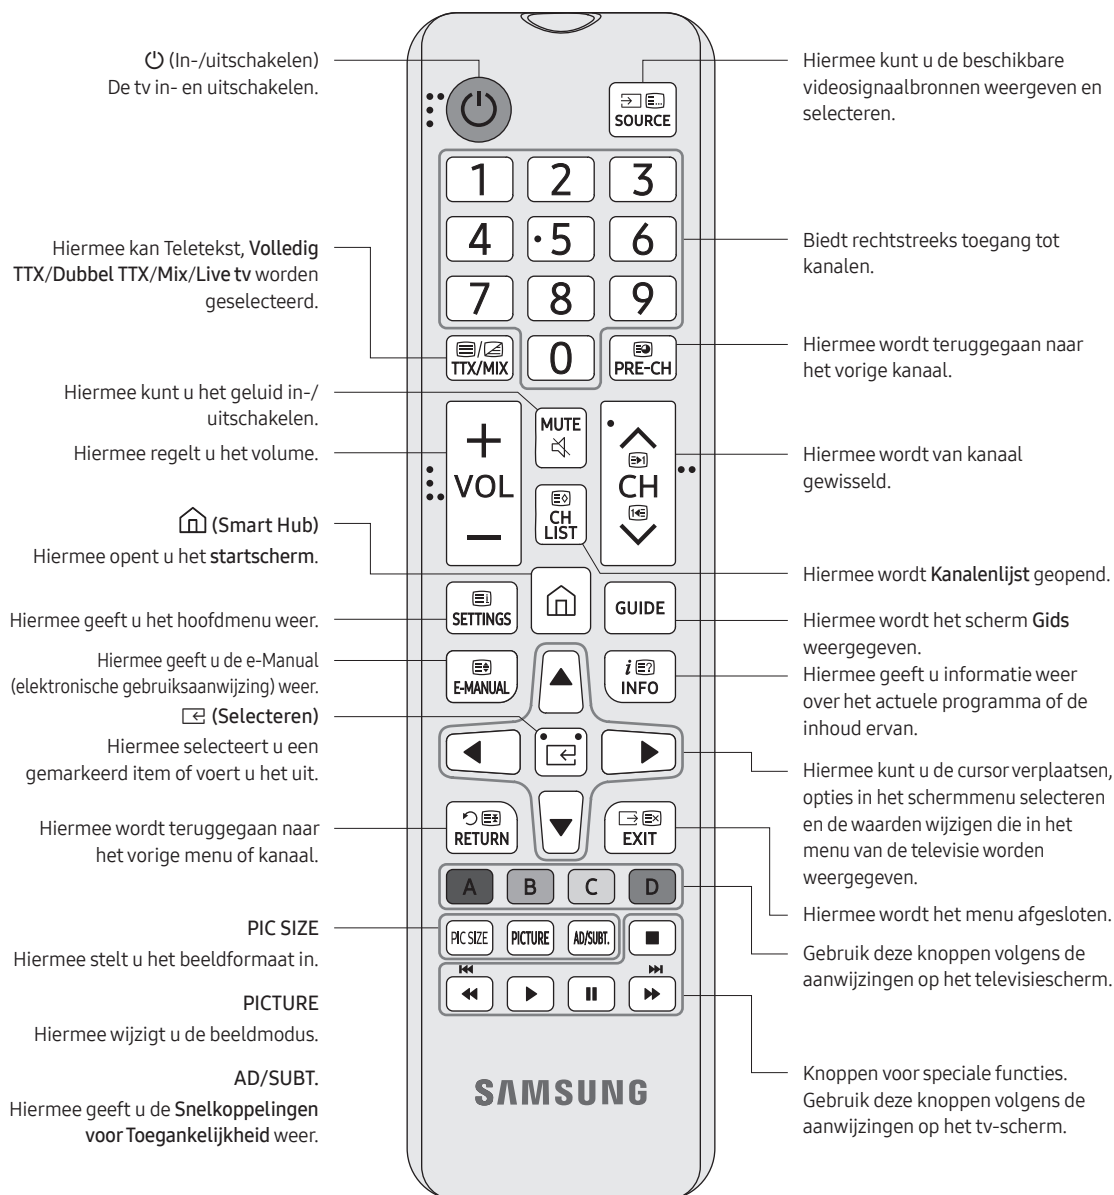 (In-/uitschakelen)
De tv in- en uitschakelen.
Hiermee kan Teletekst, Volledig
TTX/Dubbel TTX/Mix/Live tv worden
geselecteerd.
Hiermee kunt u het geluid in-/
uitschakelen.
Hiermee regelt u het volume.
(Smart Hub)
Hiermee opent u het startscherm.
Hiermee geeft u het hoofdmenu weer.
Hiermee geeft u de e-Manual
(elektronische gebruiksaanwijzing) weer.
(Selecteren)
Hiermee selecteert u een
gemarkeerd item of voert u het uit.
Hiermee wordt teruggegaan naar
het vorige menu of kanaal.
PIC SIZE
Hiermee stelt u het beeldformaat in.
PICTURE
Hiermee wijzigt u de beeldmodus.
AD/SUBT.
Hiermee geeft u de Snelkoppelingen
voor Toegankelijkheid weer.
SOURCE
1 2 3
4 5 6
7 8 9
TTX/MIX 0 PRE-CH
MUTE
VOL
CH
CH
LIST
SETTINGS
GUIDE
E-MANUAL
i
INFO
RETURN
EXIT
A B C D
PIC SIZE PICTURE AD/SUBT.
SAMSUNG
Hiermee kunt u de beschikbare
videosignaalbronnen weergeven en
selecteren.
Biedt rechtstreeks toegang tot
kanalen.
Hiermee wordt teruggegaan naar
het vorige kanaal.
Hiermee wordt van kanaal
gewisseld.
Hiermee wordt Kanalenlijst geopend.
Hiermee wordt het scherm Gids
weergegeven.
Hiermee geeft u informatie weer
over het actuele programma of de
inhoud ervan.
Hiermee kunt u de cursor verplaatsen,
opties in het schermmenu selecteren
en de waarden wijzigen die in het
menu van de televisie worden
weergegeven.
Hiermee wordt het menu afgesloten.
Gebruik deze knoppen volgens de
aanwijzingen op het televisiescherm.
Knoppen voor speciale functies.
Gebruik deze knoppen volgens de
aanwijzingen op het tv-scherm.